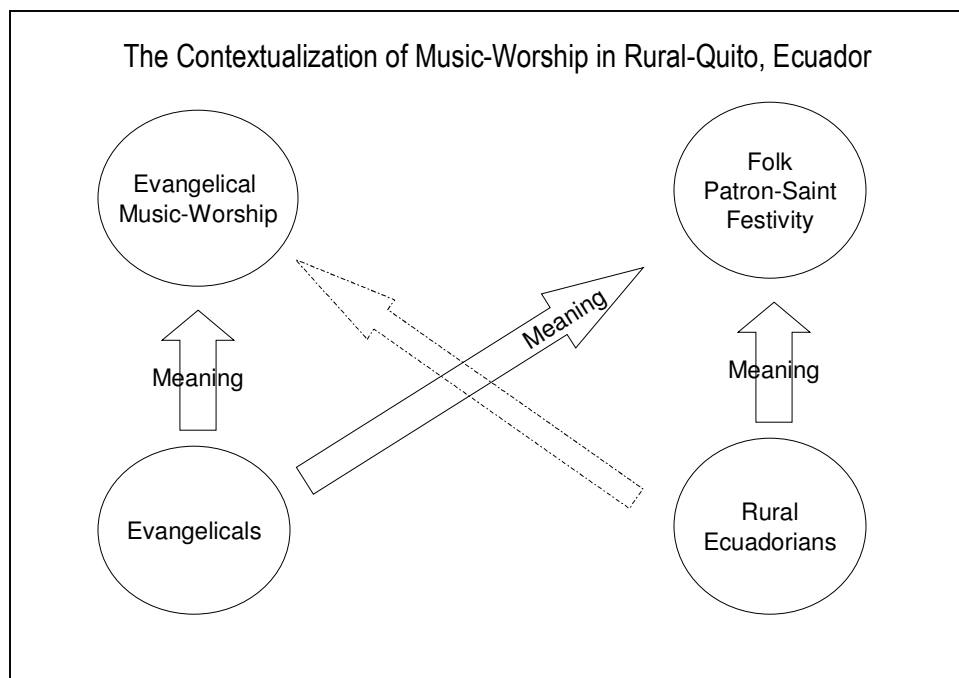 The Contextualization of Music-Worship in Rural-Quito, Ecuador
Evangelical
Music-Worship
Folk
Patron-Saint
Festivity
Meaning
Meaning
Meaning
Evangelicals
Rural
Ecuadorians